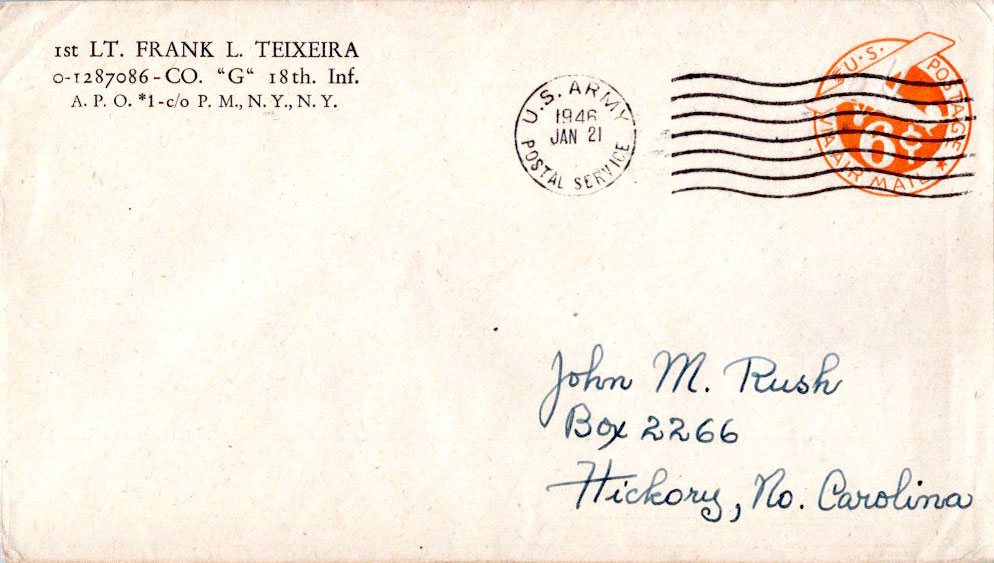 1st LT. FRANK L. TEIXEIRA
0-1287086-CO. "G" 18th. Inf.
A. P. O. *1-c/o P. M., N. Y., N. Y.
U.S. ARMY
1946
JAN 21
POSTAL SERVICE
U.S. POSTAGE
6¢
VIA AIR MAIL
John M. Rush
Box 2266
Hickory, No. Carolina